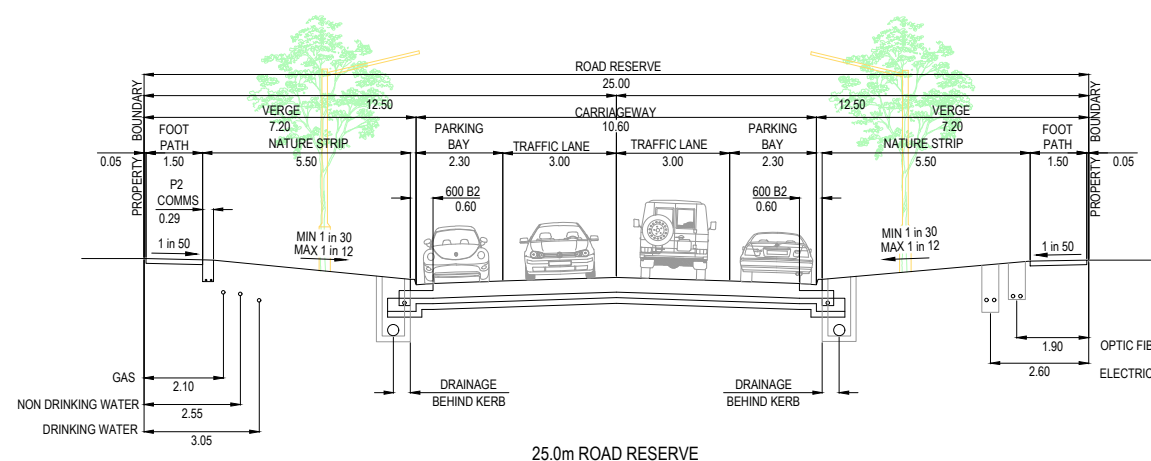 ROAD RESERVE
25.00
12.50
12.50
VERGE
7.20
CARRIAGEWAY
10.60
VERGE
7.20
PROPERTY BOUNDARY
0.05
FOOT
PATH
1.50
NATURE STRIP
5.50
PARKING
BAY
2.30
TRAFFIC LANE
3.00
TRAFFIC LANE
3.00
PARKING
BAY
2.30
NATURE STRIP
5.50
FOOT
PATH
1.50
0.05
PROPERTY BOUNDARY
P2
COMMS
0.29
600 B2
0.60
600 B2
0.60
1 in 50
MIN 1 in 30
MAX 1 in 12
MIN 1 in 30
MAX 1 in 12
1 in 50
GAS
2.10
NON DRINKING WATER
2.55
DRINKING WATER
3.05
DRAINAGE
BEHIND KERB
DRAINAGE
BEHIND KERB
1.90
OPTIC FIB
2.60
ELECTRIC
25.0m ROAD RESERVE